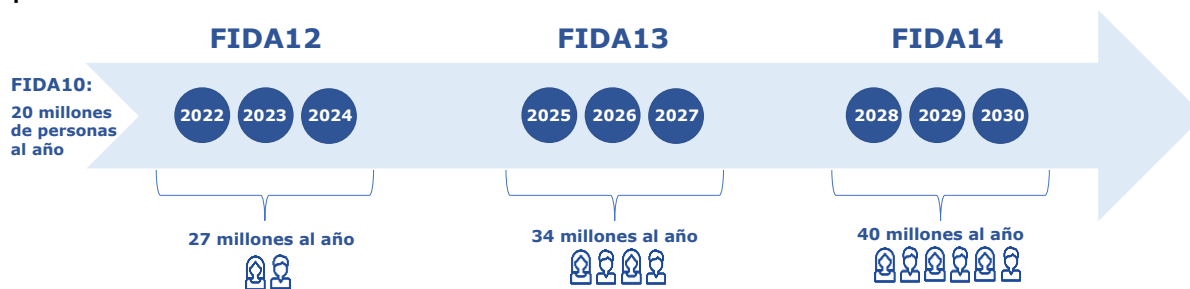 FIDA12
FIDA13
FIDA14
FIDA10:
20 millones
de personas
al año
2022
2023
2024
2025
2026
2027
2028
2029
2030
27 millones al año
34 millones al año
40 millones al año